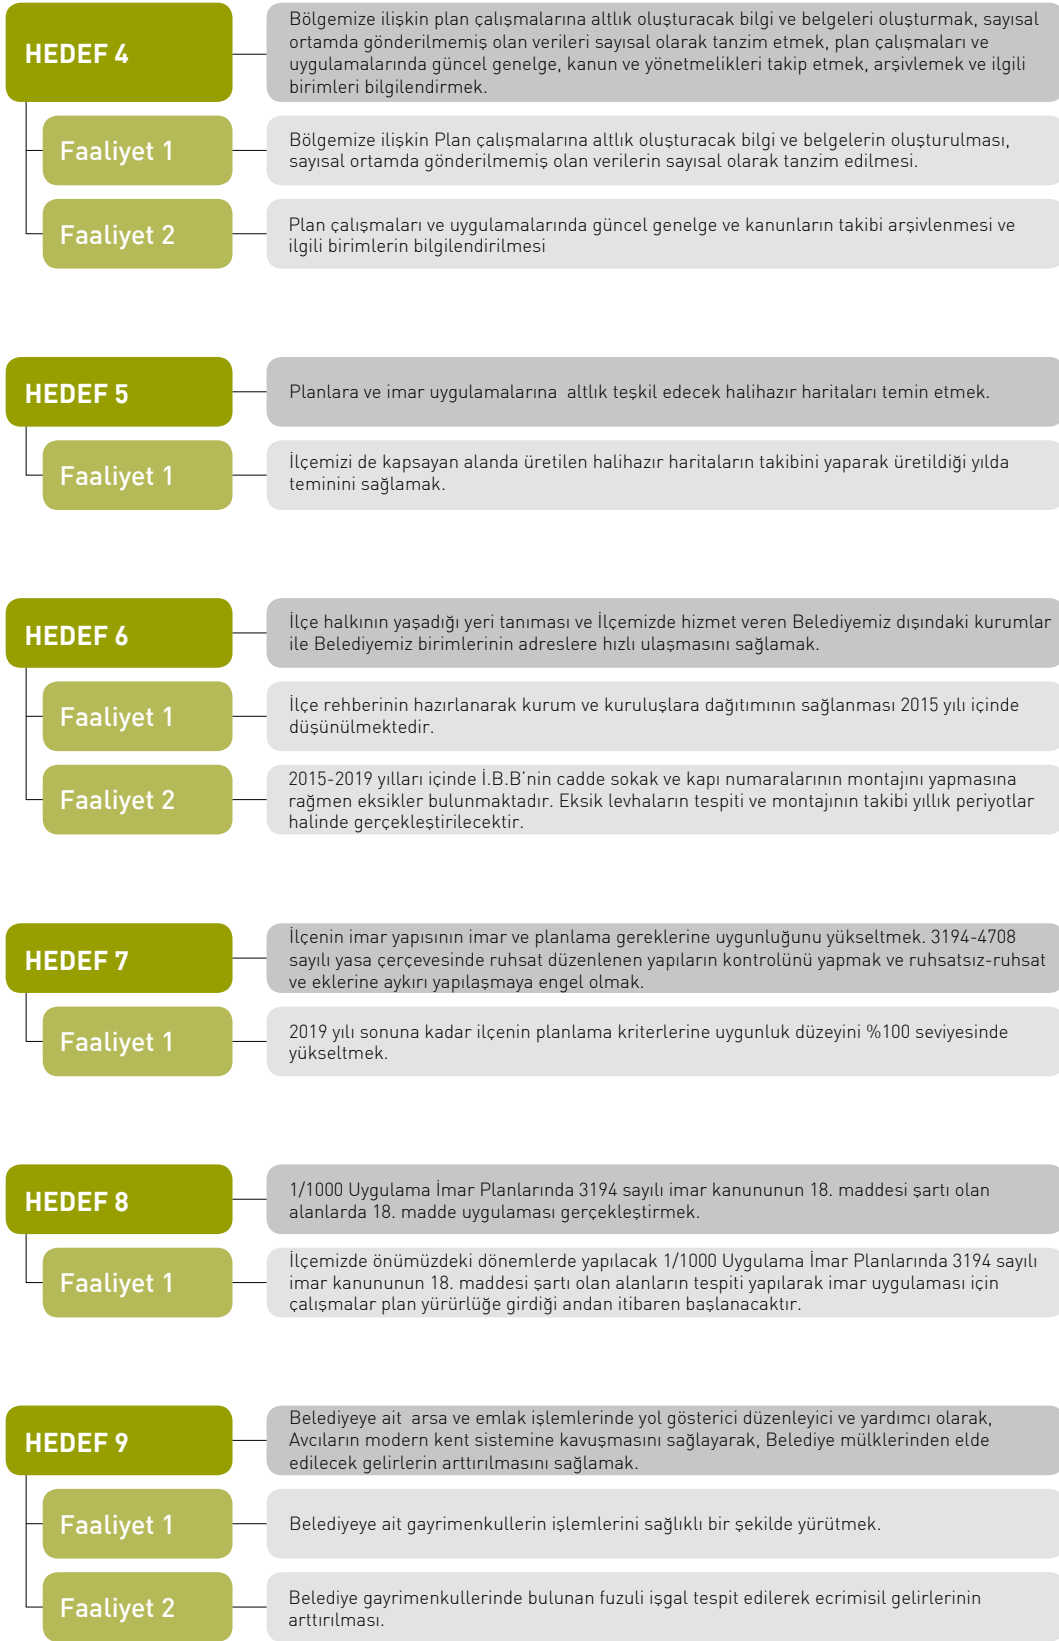 HEDEF 4
Bölgemize ilişkin plan çalışmalarına altlık oluşturacak bilgi ve belgeleri oluşturmak, sayısal
ortamda gönderilmemiş olan verileri sayısal olarak tanzim etmek, plan çalışmaları ve
uygulamalarında güncel genelge, kanun ve yönetmelikleri takip etmek, arşivlemek ve ilgili
birimleri bilgilendirmek.
Faaliyet 1
Bölgemize ilişkin Plan çalışmalarına altlık oluşturacak bilgi ve belgelerin oluşturulması,
sayısal ortamda gönderilmemiş olan verilerin sayısal olarak tanzim edilmesi.
Faaliyet 2
Plan çalışmaları ve uygulamalarında güncel genelge ve kanunların takibi arşivlenmesi ve
ilgili birimlerin bilgilendirilmesi
HEDEF 5
Planlara ve imar uygulamalarına  altlık teşkil edecek halihazır haritaları temin etmek.
Faaliyet 1
İlçemizi de kapsayan alanda üretilen halihazır haritaların takibini yaparak üretildiği yılda
teminini sağlamak.
HEDEF 6
İlçe halkının yaşadığı yeri tanıması ve İlçemizde hizmet veren Belediyemiz dışındaki kurumlar
ile Belediyemiz birimlerinin adreslere hızlı ulaşmasını sağlamak.
Faaliyet 1
İlçe rehberinin hazırlanarak kurum ve kuruluşlara dağıtımının sağlanması 2015 yılı içinde
düşünülmektedir.
Faaliyet 2
2015-2019 yılları içinde İ.B.B'nin cadde sokak ve kapı numaralarının montajını yapmasına
rağmen eksikler bulunmaktadır. Eksik levhaların tespiti ve montajının takibi yıllık periyotlar
halinde gerçekleştirilecektir.
HEDEF 7
İlçenin imar yapısının imar ve planlama gereklerine uygunluğunu yükseltmek. 3194-4708
sayılı yasa çerçevesinde ruhsat düzenlenen yapıların kontrolünü yapmak ve ruhsatsız-ruhsat
ve eklerine aykırı yapılaşmaya engel olmak.
Faaliyet 1
2019 yılı sonuna kadar ilçenin planlama kriterlerine uygunluk düzeyini %100 seviyesinde
yükseltmek.
HEDEF 8
1/1000 Uygulama İmar Planlarında 3194 sayılı imar kanununun 18. maddesi şartı olan
alanlarda 18. madde uygulaması gerçekleştirmek.
Faaliyet 1
İlçemizde önümüzdeki dönemlerde yapılacak 1/1000 Uygulama İmar Planlarında 3194 sayılı
imar kanununun 18. maddesi şartı olan alanların tespiti yapılarak imar uygulaması için
çalışmalar plan yürürlüğe girdiği andan itibaren başlanacaktır.
HEDEF 9
Belediyeye ait  arsa ve emlak işlemlerinde yol gösterici düzenleyici ve yardımcı olarak,
Avcıların modern kent sistemine kavuşmasını sağlayarak, Belediye mülklerinden elde
edilecek gelirlerin arttırılmasını sağlamak.
Faaliyet 1
Belediyeye ait gayrimenkullerin işlemlerini sağlıklı bir şekilde yürütmek.
Faaliyet 2
Belediye gayrimenkullerinde bulunan fuzuli işgal tespit edilerek ecrimisil gelirlerinin
arttırılması.